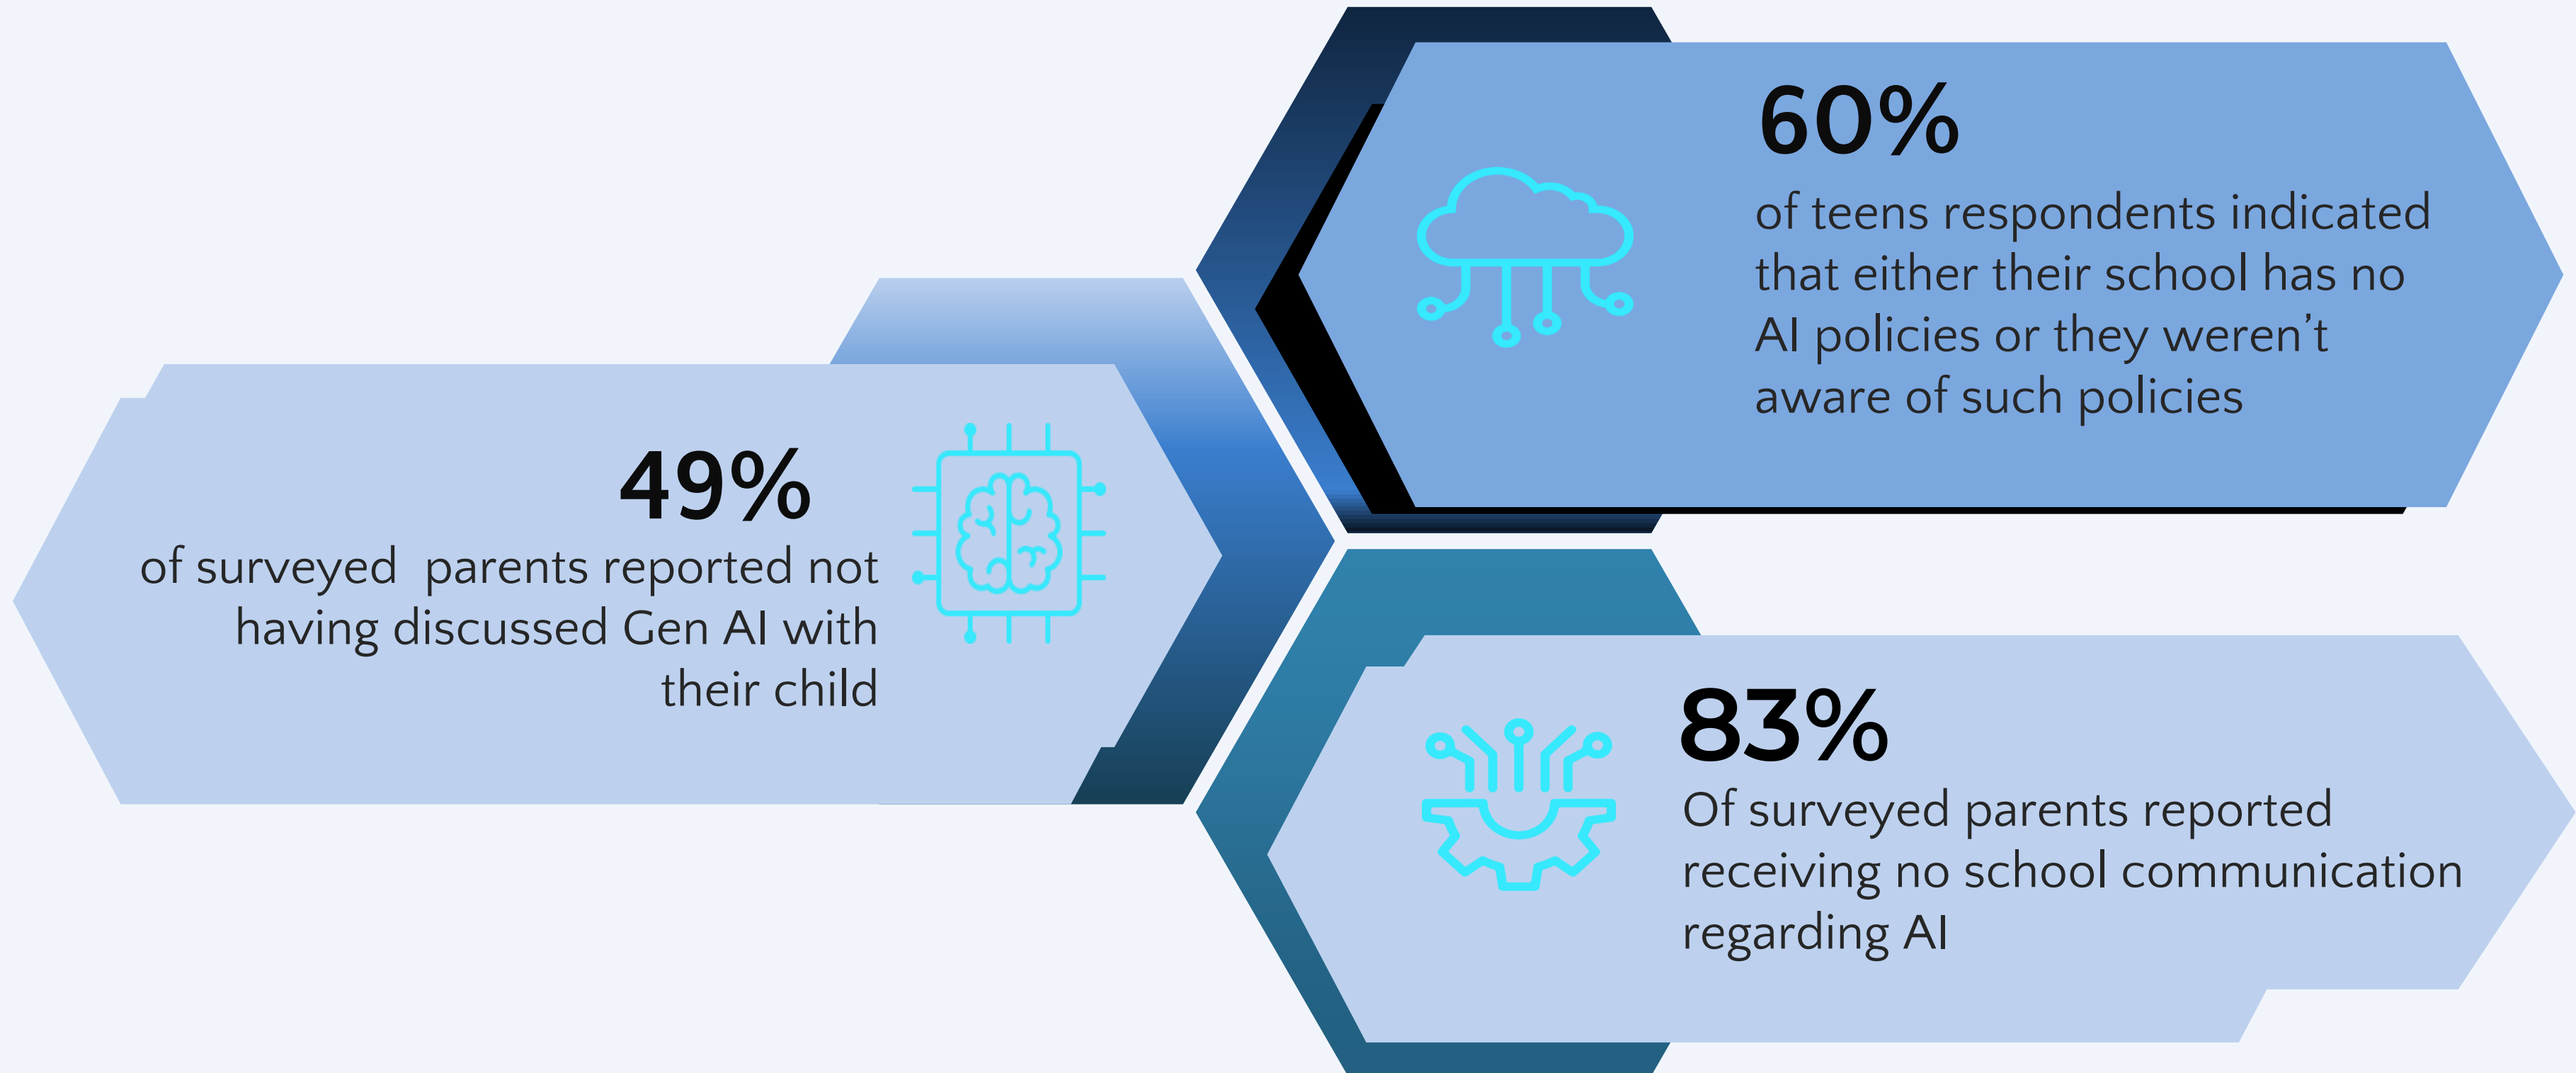 60%
of teens respondents indicated
that either their school has no
AI policies or they weren’t
aware of such policies
49%
of surveyed  parents reported not
having discussed Gen AI with
their child
83%
Of surveyed parents reported
receiving no school communication
regarding AI